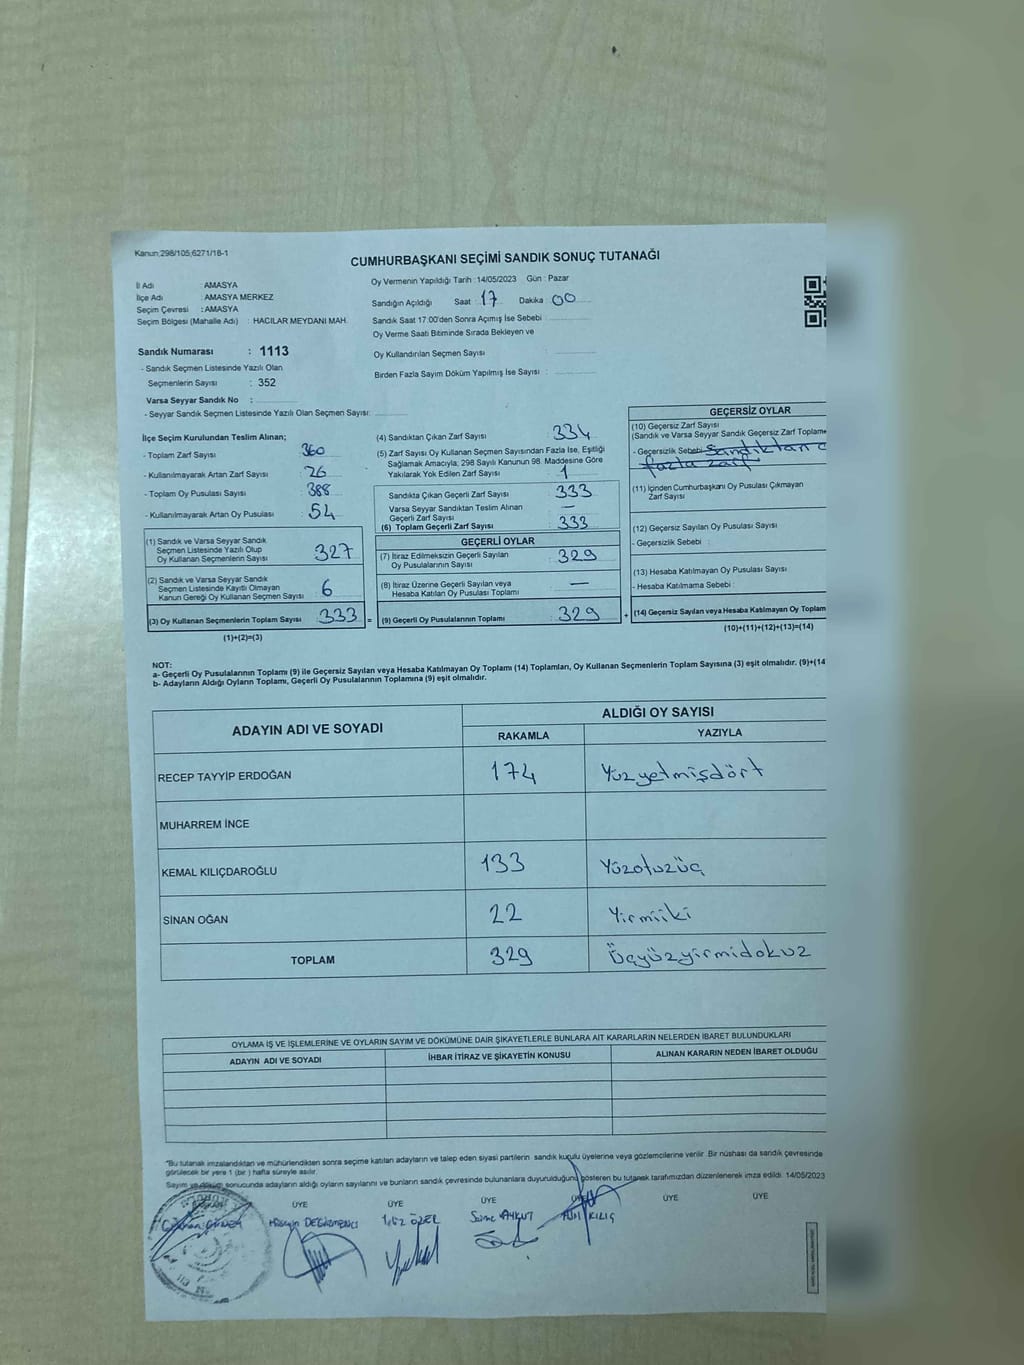 Kanun;298/105,6271/18-1
CUMHURBAŞKANI SEÇİMİ SANDIK SONUÇ TUTANAĞI
İl Adı : AMASYA
İlçe Adı : AMASYA MERKEZ
Seçim Çevresi : AMASYA
Seçim Bölgesi (Mahalle Adı) : HACILAR MEYDANI MAH.
Oy Vermenin Yapıldığı Tarih : 14/05/2023 Gün : Pazar
Sandığın Açıldığı Saat 17 Dakika 00
Sandık Saat 17.00'den Sonra Açımış İse Sebebi :
Oy Verme Saati Bitiminde Sırada Bekleyen ve
Oy Kullandırılan Seçmen Sayısı :
Birden Fazla Sayım Döküm Yapılmış İse Sayısı :
Sandık Numarası : 1113
- Sandık Seçmen Listesinde Yazılı Olan
Seçmenlerin Sayısı : 352
Varsa Seyyar Sandık No :
- Seyyar Sandık Seçmen Listesinde Yazılı Olan Seçmen Sayısı:
İlçe Seçim Kurulundan Teslim Alınan;
- Toplam Zarf Sayısı : 360
- Kullanılmayarak Artan Zarf Sayısı : 26
- Toplam Oy Pusulası Sayısı : 388
- Kullanılmayarak Artan Oy Pusulası : 54
(1) Sandık ve Varsa Seyyar Sandık
Seçmen Listesinde Yazılı Olup
Oy Kullanan Seçmenlerin Sayısı 327
(2) Sandık ve Varsa Seyyar Sandık
Seçmen Listesinde Kayıtlı Olmayan
Kanun Gereği Oy Kullanan Seçmen Sayısı 6
(3) Oy Kullanan Seçmenlerin Toplam Sayısı 333 =
(1)+(2)=(3)
(4) Sandıktan Çıkan Zarf Sayısı : 334
(5) Zarf Sayısı Oy Kullanan Seçmen Sayısından Fazla İse, Eşitliği
Sağlamak Amacıyla; 298 Sayılı Kanunun 98. Maddesine Göre
Yakılarak Yok Edilen Zarf Sayısı : 1
Sandıkta Çıkan Geçerli Zarf Sayısı : 333
Varsa Seyyar Sandıktan Teslim Alınan
Geçerli Zarf Sayısı : —
(6) Toplam Geçerli Zarf Sayısı : 333
GEÇERLİ OYLAR
(7) İtiraz Edilmeksizin Geçerli Sayılan
Oy Pusulalarının Sayısı : 329
(8) İtiraz Üzerine Geçerli Sayılan veya
Hesaba Katılan Oy Pusulası Toplamı : —
(9) Geçerli Oy Pusulalarının Toplamı : 329 +
GEÇERSİZ OYLAR
(10) Geçersiz Zarf Sayısı
(Sandık ve Varsa Seyyar Sandık Geçersiz Zarf Toplamı
- Geçersizlik Sebebi Sandıktan
fazla zarf
(11) İçinden Cumhurbaşkanı Oy Pusulası Çıkmayan
Zarf Sayısı
(12) Geçersiz Sayılan Oy Pusulası Sayısı
- Geçersizlik Sebebi :
(13) Hesaba Katılmayan Oy Pusulası Sayısı
- Hesaba Katılmama Sebebi :
(14) Geçersiz Sayılan veya Hesaba Katılmayan Oy Toplam
(10)+(11)+(12)+(13)=(14)
NOT:
a- Geçerli Oy Pusulalarının Toplamı (9) ile Geçersiz Sayılan veya Hesaba Katılmayan Oy Toplamı (14) Toplamları, Oy Kullanan Seçmenlerin Toplam Sayısına (3) eşit olmalıdır. (9)+(14
b- Adayların Aldığı Oyların Toplamı, Geçerli Oy Pusulalarının Toplamına (9) eşit olmalıdır.
ADAYIN ADI VE SOYADI ALDIĞI OY SAYISI
RAKAMLA YAZIYLA
RECEP TAYYİP ERDOĞAN 174 Yüzyetmişdört
MUHARREM İNCE
KEMAL KILIÇDAROĞLU 133 Yüzotuzüç
SİNAN OĞAN 22 Yirmiiki
TOPLAM 329 Üçyüzyirmidokuz
OYLAMA İŞ VE İŞLEMLERİNE VE OYLARIN SAYIM VE DÖKÜMÜNE DAİR ŞİKAYETLERLE BUNLARA AİT KARARLARIN NELERDEN İBARET BULUNDUKLARI
ADAYIN ADI VE SOYADI İHBAR İTİRAZ VE ŞİKAYETİN KONUSU ALINAN KARARIN NEDEN İBARET OLDUĞU
"Bu tutanak imzalandıktan ve mühürlendikten sonra seçime katılan adayların ve talep eden siyasi partilerin sandık kurulu üyelerine veya gözlemcilerine verilir. Bir nüshası da sandık çevresinde
görülecek bir yere 1 (bir ) hafta süreyle asılır.
Sayım ve döküm sonucunda adayların aldığı oyların sayılarını ve bunların sandık çevresinde bulunanlara duyurulduğunu gösteren bu tutanak tarafımızdan düzenlenerek imza edildi. 14/05/2023
ÜYE ÜYE ÜYE ÜYE ÜYE ÜYE
Hüseyin DEĞİRMENCİ ÖZEL AYKUT KILIÇ